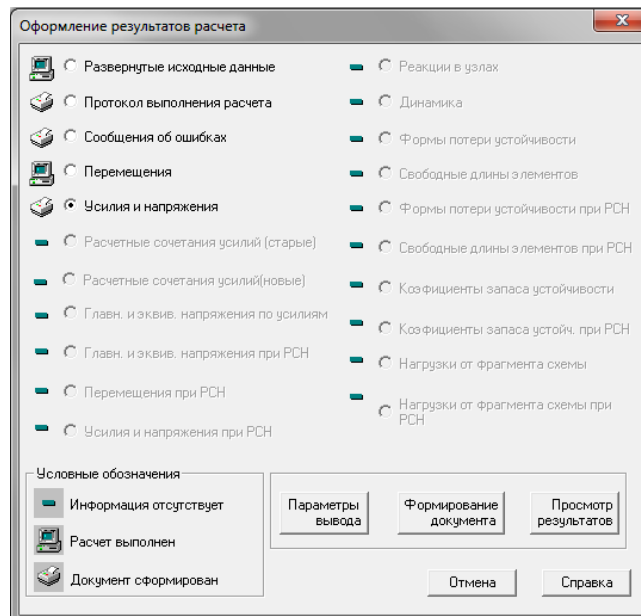 Оформление результатов расчета
Развернутые исходные данные
Протокол выполнения расчета
Сообщения об ошибках
Перемещения
Усилия и напряжения
Расчетные сочетания усилий (старые)
Расчетные сочетания усилий(новые)
Главн. и эквив. напряжения по усилиям
Главн. и эквив. напряжения при РСН
Перемещения при РСН
Усилия и напряжения при РСН
Реакции в узлах
Динамика
Формы потери устойчивости
Свободные длины элементов
Формы потери устойчивости при РСН
Свободные длины элементов при РСН
Коэфициенты запаса устойчивости
Коэфициенты запаса устойч. при РСН
Нагрузки от фрагмента схемы
Нагрузки от фрагмента схемы при
РСН
Условные обозначения
Информация отсутствует
Расчет выполнен
Документ сформирован
Параметры
вывода
Формирование
документа
Просмотр
результатов
Отмена
Справка